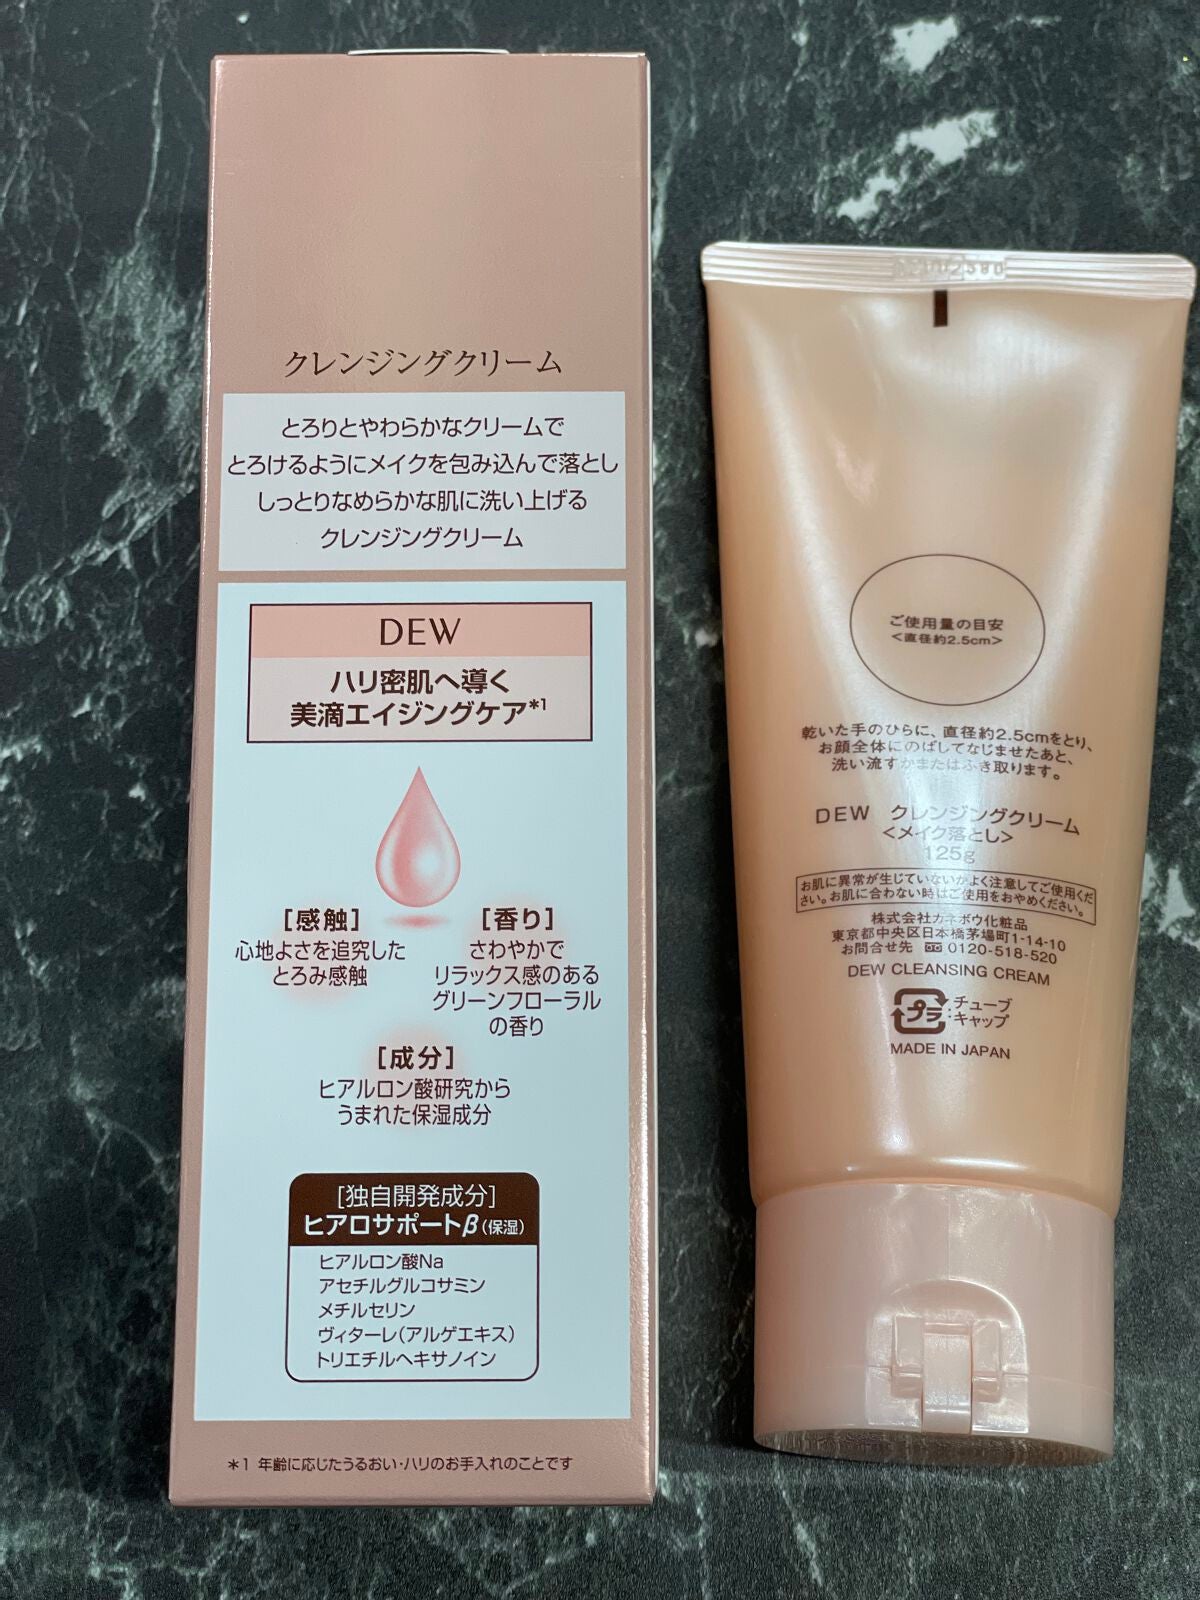 クレンジングクリーム
とろりとやわらかなクリームで
とろけるようにメイクを包み込んで落とし
しっとりなめらかな肌に洗い上げる
クレンジングクリーム
DEW
ハリ密肌へ導く
美滴エイジングケア*1
[感触]
心地よさを追究した
とろみ感触
[香り]
さわやかで
リラックス感のある
グリーンフローラル
の香り
[成分]
ヒアルロン酸研究から
うまれた保湿成分
[独自開発成分]
ヒアロサポートβ(保湿)
ヒアルロン酸Na
アセチルグルコサミン
メチルセリン
ヴィターレ(アルゲエキス)
トリエチルヘキサノイン
*1 年齢に応じたうるおい・ハリのお手入れのことです
ご使用量の目安
<直径約2.5cm>
乾いた手のひらに、直径約2.5cmをとり、
お顔全体にのばしてなじませたあと、
洗い流すかまたはふき取ります。
DEW クレンジングクリーム
<メイク落とし>
125g
お肌に異常が生じていないかよく注意してご使用くだ
さい。お肌に合わない時はご使用をおやめください。
株式会社カネボウ化粧品
東京都中央区日本橋茅場町1-14-10
お問合せ先 0120-518-520
DEW CLEANSING CREAM
プラ
:チューブ
キャップ
MADE IN JAPAN